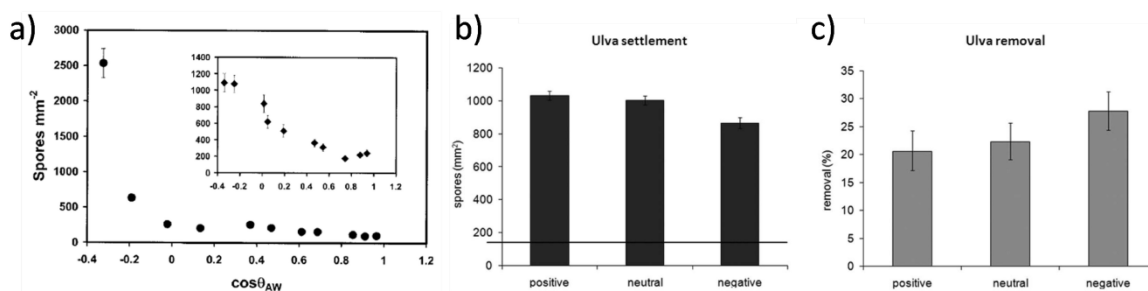 a)
Spores mm-2
3000
2500
2000
1500
1000
500
0
-0.4 -0.2 0 0.2 0.4 0.6 0.8 1 1.2
cosθAW
1400
1200
1000
800
600
400
200
0
-0.4 -0.2 0 0.2 0.4 0.6 0.8 1 1.2
b)
Ulva settlement
spores (mm²)
1200
1000
800
600
400
200
0
positive neutral negative
c)
Ulva removal
removal (%)
35
30
25
20
15
10
5
0
positive neutral negative